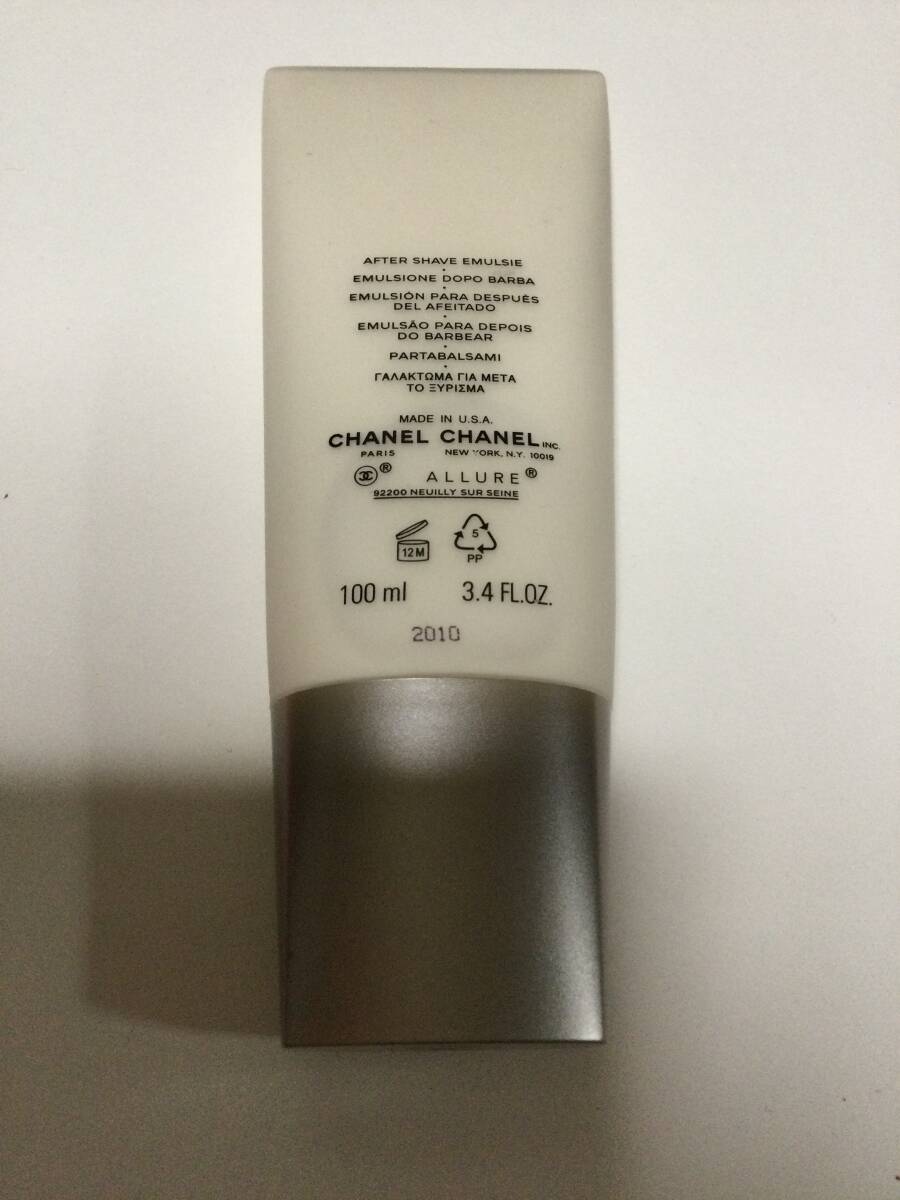 AFTER SHAVE EMULSIE
•
EMULSIONE DOPO BARBA
•
EMULSIÓN PARA DESPUÉS
DEL AFEITADO
•
EMULSÃO PARA DEPOIS
DO BARBEAR
•
PARTABALSAMI
•
ΓΑΛΑΚΤΩΜΑ ΓΙΑ ΜΕΤΑ
ΤΟ ΞΥΡΙΣΜΑ
MADE IN U.S.A.
CHANEL CHANEL INC.
PARIS NEW YORK, N.Y. 10019
® ALLURE®
92200 NEUILLY SUR SEINE
12M 5
PP
100 ml 3.4 FL.OZ.
2010